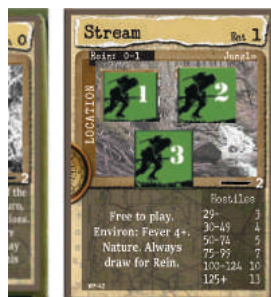 Stream Ent 1
Rein: 0-1 Jungle
LOCATION
1 2
3
2
Hostiles
Free to play.
Environ: Fever 4+.
Nature. Always
draw for Rein.
29- 3
30-49 4
50-74 5
75-99 7
100-124 10
125+ 13
0
2